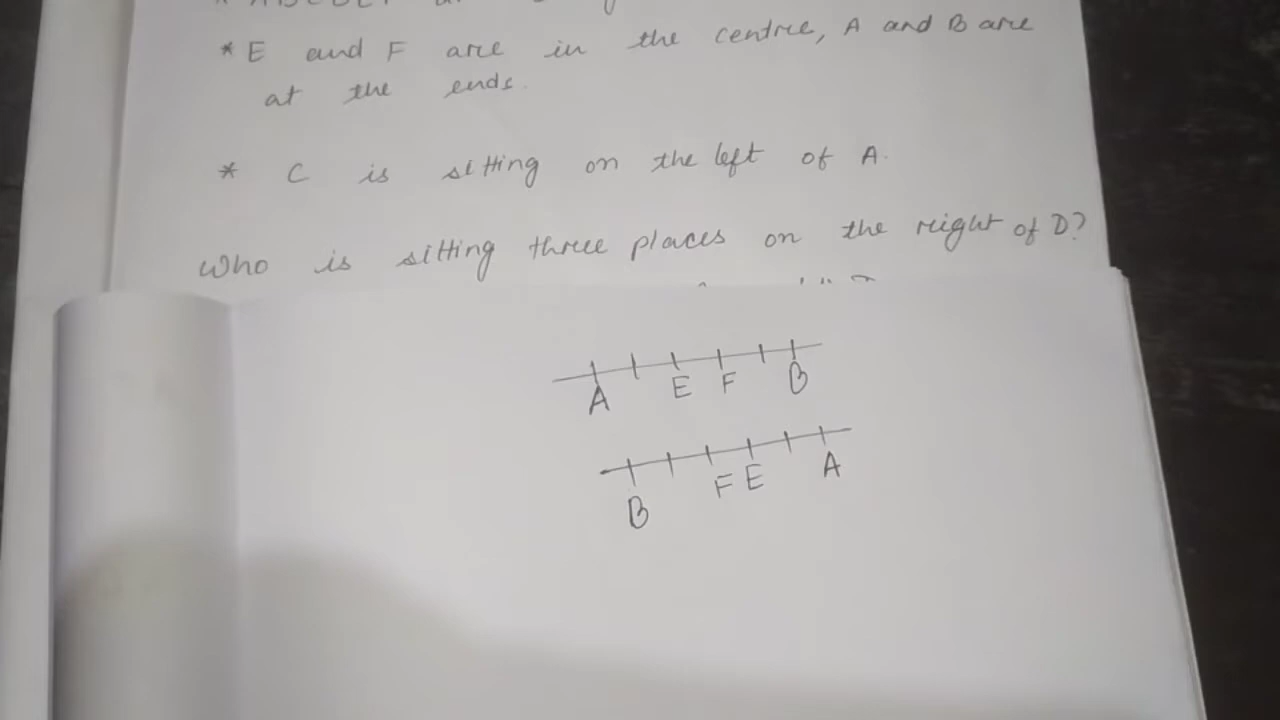 * E and F are in the centre, A and B are
at the ends.
* C is sitting on the left of A.
Who is sitting three places on the right of D?
A E F B
B F E A